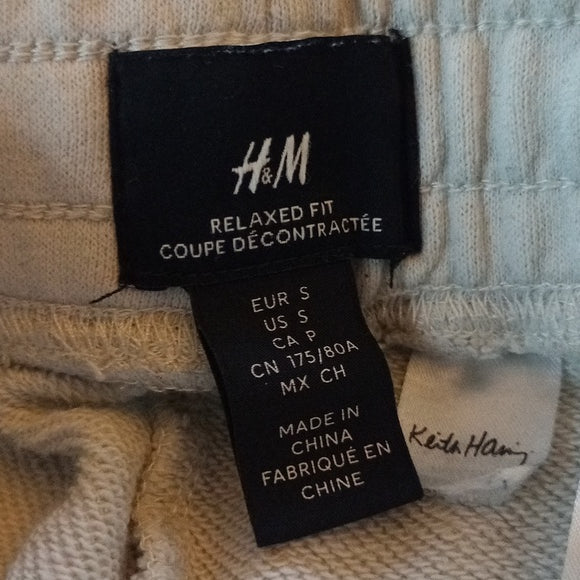 H&M
RELAXED FIT
COUPE DÉCONTRACTÉE
EUR S
US S
CA P
CN 175/80A
MX CH
MADE IN
CHINA
FABRIQUÉ EN
CHINE
Keith Haring